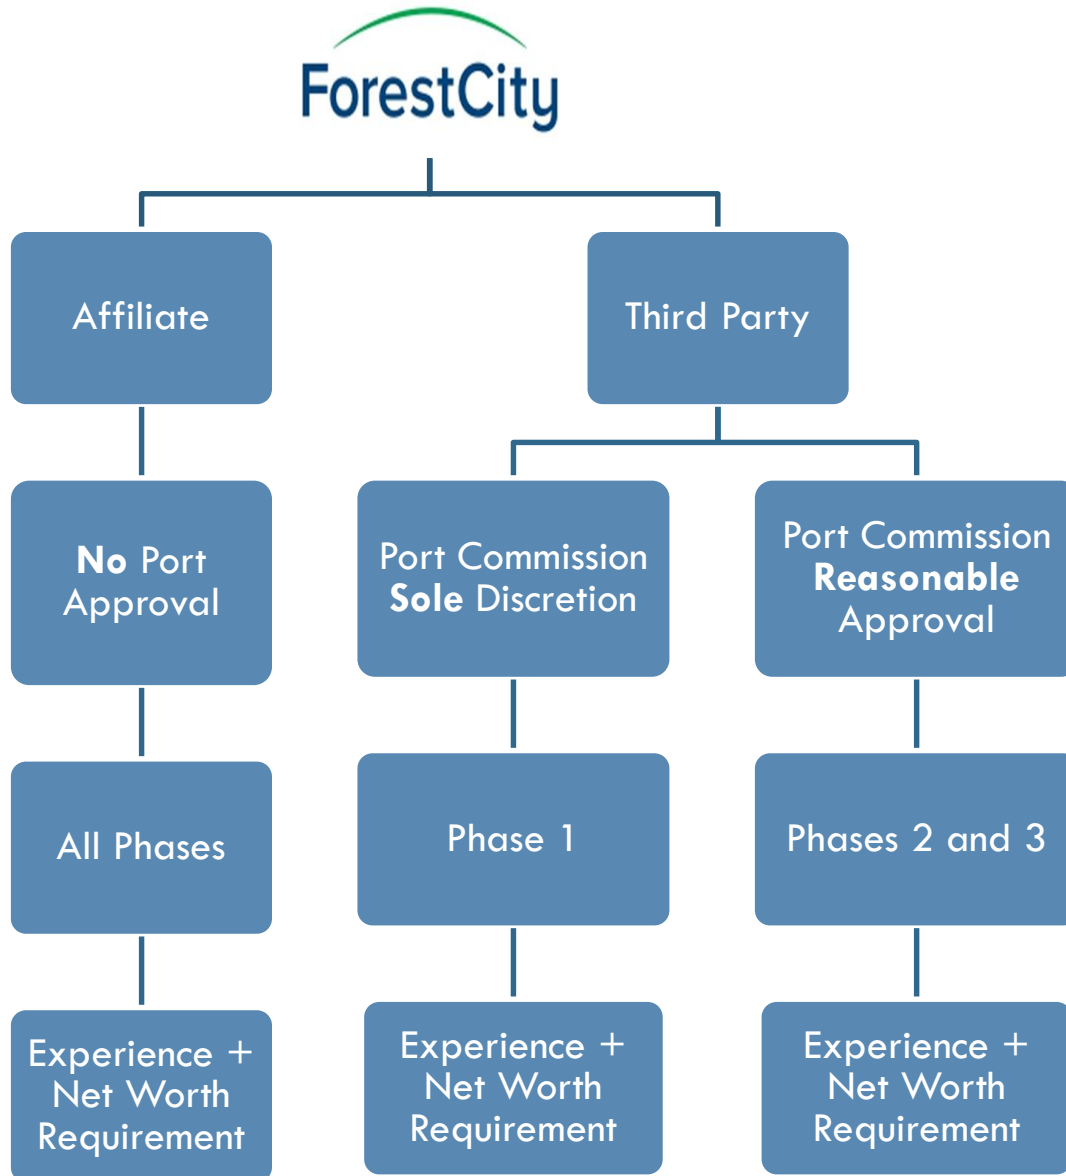 ForestCity
Affiliate
Third Party
No Port
Approval
Port Commission
Sole Discretion
Port Commission
Reasonable
Approval
All Phases
Phase 1
Phases 2 and 3
Experience +
Net Worth
Requirement
Experience +
Net Worth
Requirement
Experience +
Net Worth
Requirement